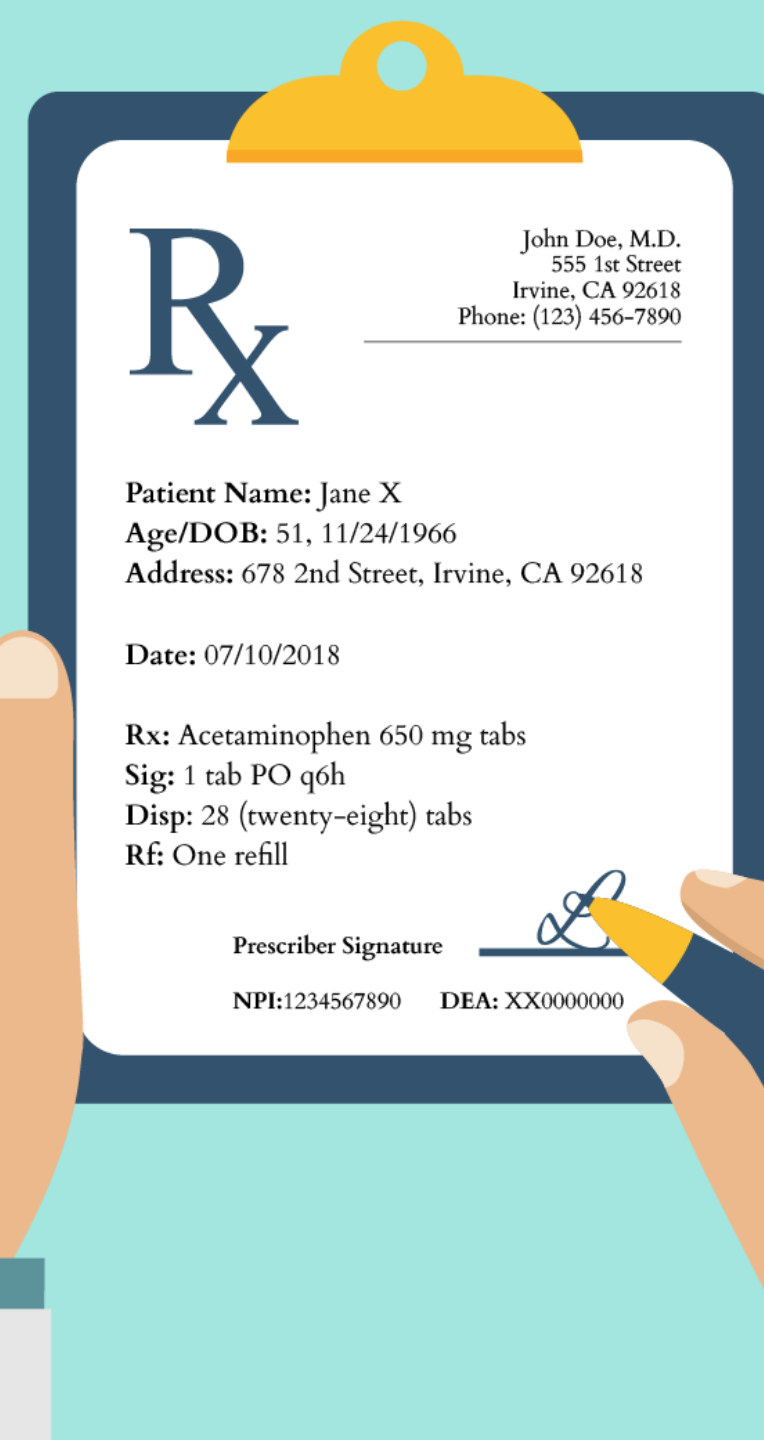 Rx
John Doe, M.D.
555 1st Street
Irvine, CA 92618
Phone: (123) 456-7890
Patient Name: Jane X
Age/DOB: 51, 11/24/1966
Address: 678 2nd Street, Irvine, CA 92618
Date: 07/10/2018
Rx: Acetaminophen 650 mg tabs
Sig: 1 tab PO q6h
Disp: 28 (twenty-eight) tabs
Rf: One refill
Prescriber Signature
NPI:1234567890 DEA: XX0000000